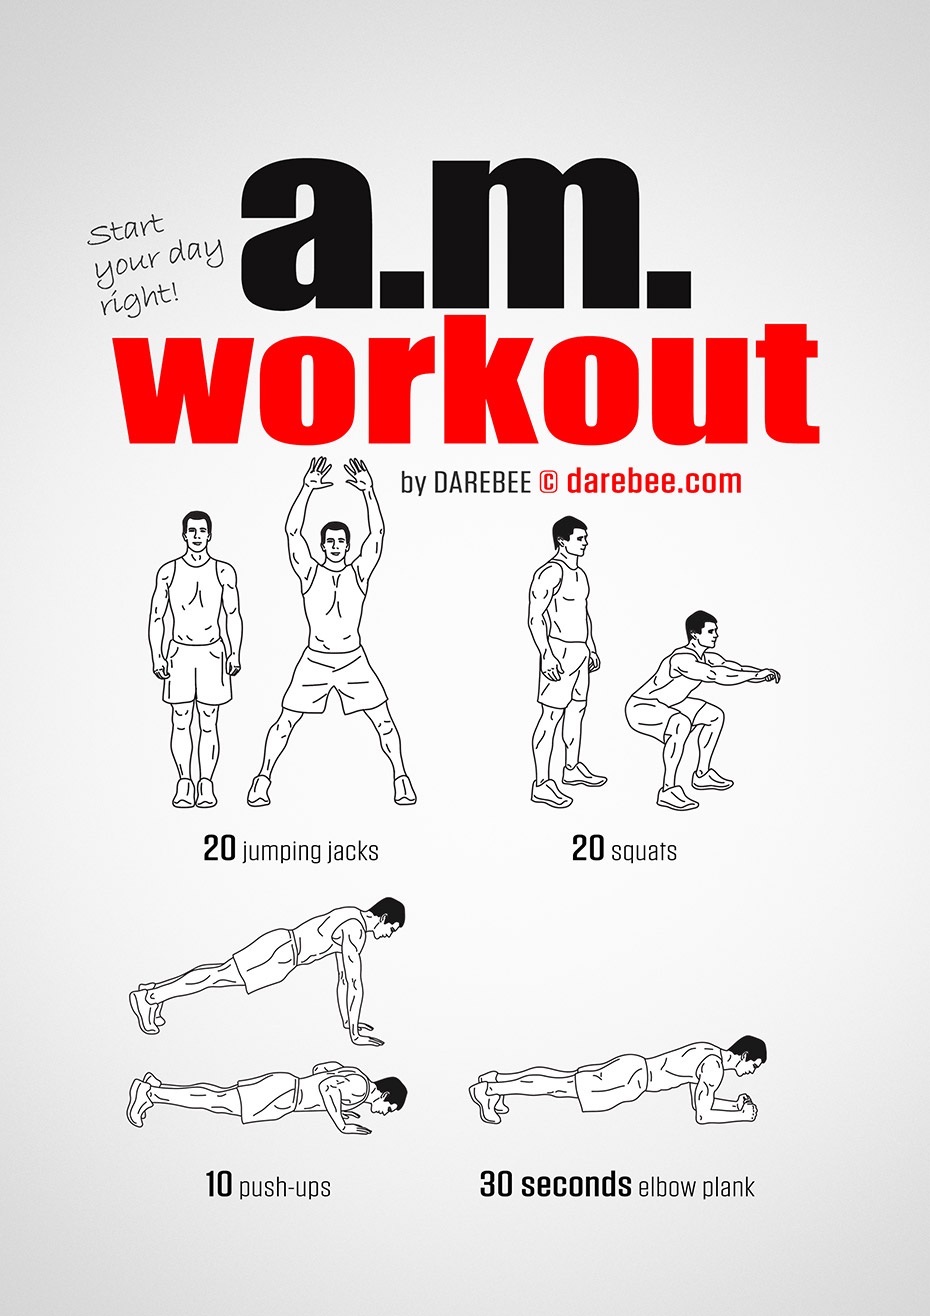 Start
your day
right!
a.m.
workout
by DAREBEE © darebee.com
20 jumping jacks
20 squats
10 push-ups
30 seconds elbow plank